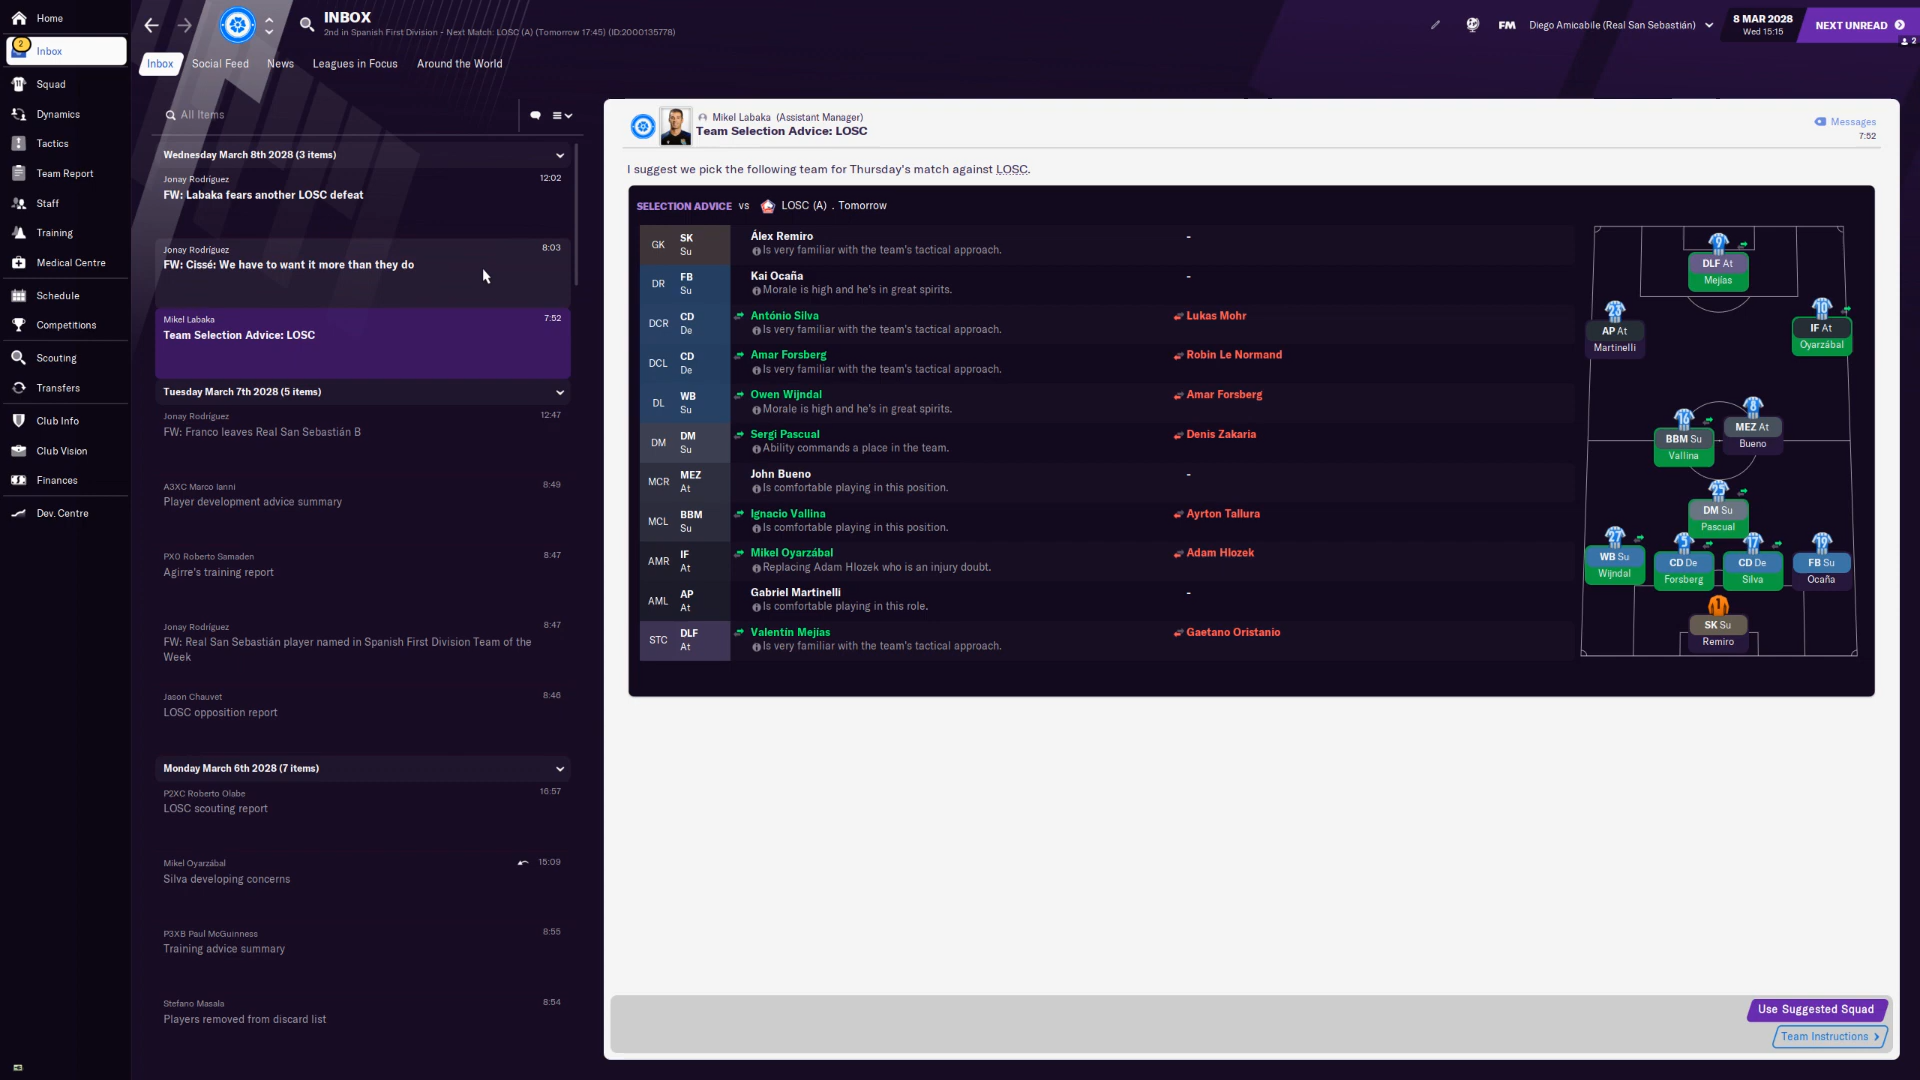 Home
2
Inbox
Squad
Dynamics
Tactics
Team Report
Staff
Training
Medical Centre
Schedule
Competitions
Scouting
Transfers
Club Info
Club Vision
Finances
Dev. Centre
INBOX
2nd in Spanish First Division - Next Match: LOSC (A) (Tomorrow 17:45) (ID:2000135778)
FM
Diego Amicabile (Real San Sebastián)
8 MAR 2028
Wed 15:15
NEXT UNREAD
2
Inbox
Social Feed
News
Leagues in Focus
Around the World
All Items
Wednesday March 8th 2028 (3 items)
Jonay Rodríguez
12:02
FW: Labaka fears another LOSC defeat
Jonay Rodríguez
8:03
FW: Cissé: We have to want it more than they do
Mikel Labaka
7:52
Team Selection Advice: LOSC
Tuesday March 7th 2028 (5 items)
Jonay Rodríguez
12:47
FW: Franco leaves Real San Sebastián B
A3XC Marco Ianni
8:49
Player development advice summary
PX0 Roberto Samaden
8:47
Agirre's training report
Jonay Rodríguez
8:47
FW: Real San Sebastián player named in Spanish First Division Team of the
Week
Jason Chauvet
8:46
LOSC opposition report
Monday March 6th 2028 (7 items)
P2XC Roberto Olabe
16:57
LOSC scouting report
Mikel Oyarzábal
15:09
Silva developing concerns
P3XB Paul McGuinness
8:55
Training advice summary
Stefano Masala
8:54
Players removed from discard list
Mikel Labaka (Assistant Manager)
Team Selection Advice: LOSC
Messages
7:52
I suggest we pick the following team for Thursday's match against LOSC.
SELECTION ADVICE vs LOSC (A) . Tomorrow
GK
SK
Su
Álex Remiro
Is very familiar with the team's tactical approach.
-
DR
FB
Su
Kai Ocaña
Morale is high and he's in great spirits.
-
DCR
CD
De
António Silva
Is very familiar with the team's tactical approach.
Lukas Mohr
DCL
CD
De
Amar Forsberg
Is very familiar with the team's tactical approach.
Robin Le Normand
DL
WB
Su
Owen Wijndal
Morale is high and he's in great spirits.
Amar Forsberg
DM
DM
Su
Sergi Pascual
Ability commands a place in the team.
Denis Zakaria
MCR
MEZ
At
John Bueno
Is comfortable playing in this position.
-
MCL
BBM
Su
Ignacio Vallina
Is comfortable playing in this position.
Ayrton Tallura
AMR
IF
At
Mikel Oyarzábal
Replacing Adam Hlozek who is an injury doubt.
Adam Hlozek
AML
AP
At
Gabriel Martinelli
Is comfortable playing in this role.
-
STC
DLF
At
Valentín Mejías
Is very familiar with the team's tactical approach.
Gaetano Oristanio
9
DLF At
Mejías
23
AP At
Martinelli
10
IF At
Oyarzábal
16
BBM Su
Vallina
8
MEZ At
Bueno
25
DM Su
Pascual
27
WB Su
Wijndal
5
CD De
Forsberg
17
CD De
Silva
19
FB Su
Ocaña
1
SK Su
Remiro
Use Suggested Squad
Team Instructions